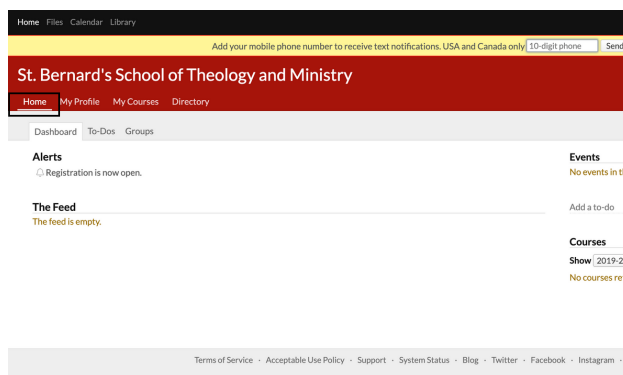 Home Files Calendar Library
Add your mobile phone number to receive text notifications. USA and Canada only 10-digit phone Send
St. Bernard's School of Theology and Ministry
Home My Profile My Courses Directory
Dashboard To-Dos Groups
Alerts
Registration is now open.
The Feed
The feed is empty.
Events
No events in
Add a to-do
Courses
Show 2019-2
No courses
Terms of Service · Acceptable Use Policy · Support · System Status · Blog · Twitter · Facebook · Instagram ·